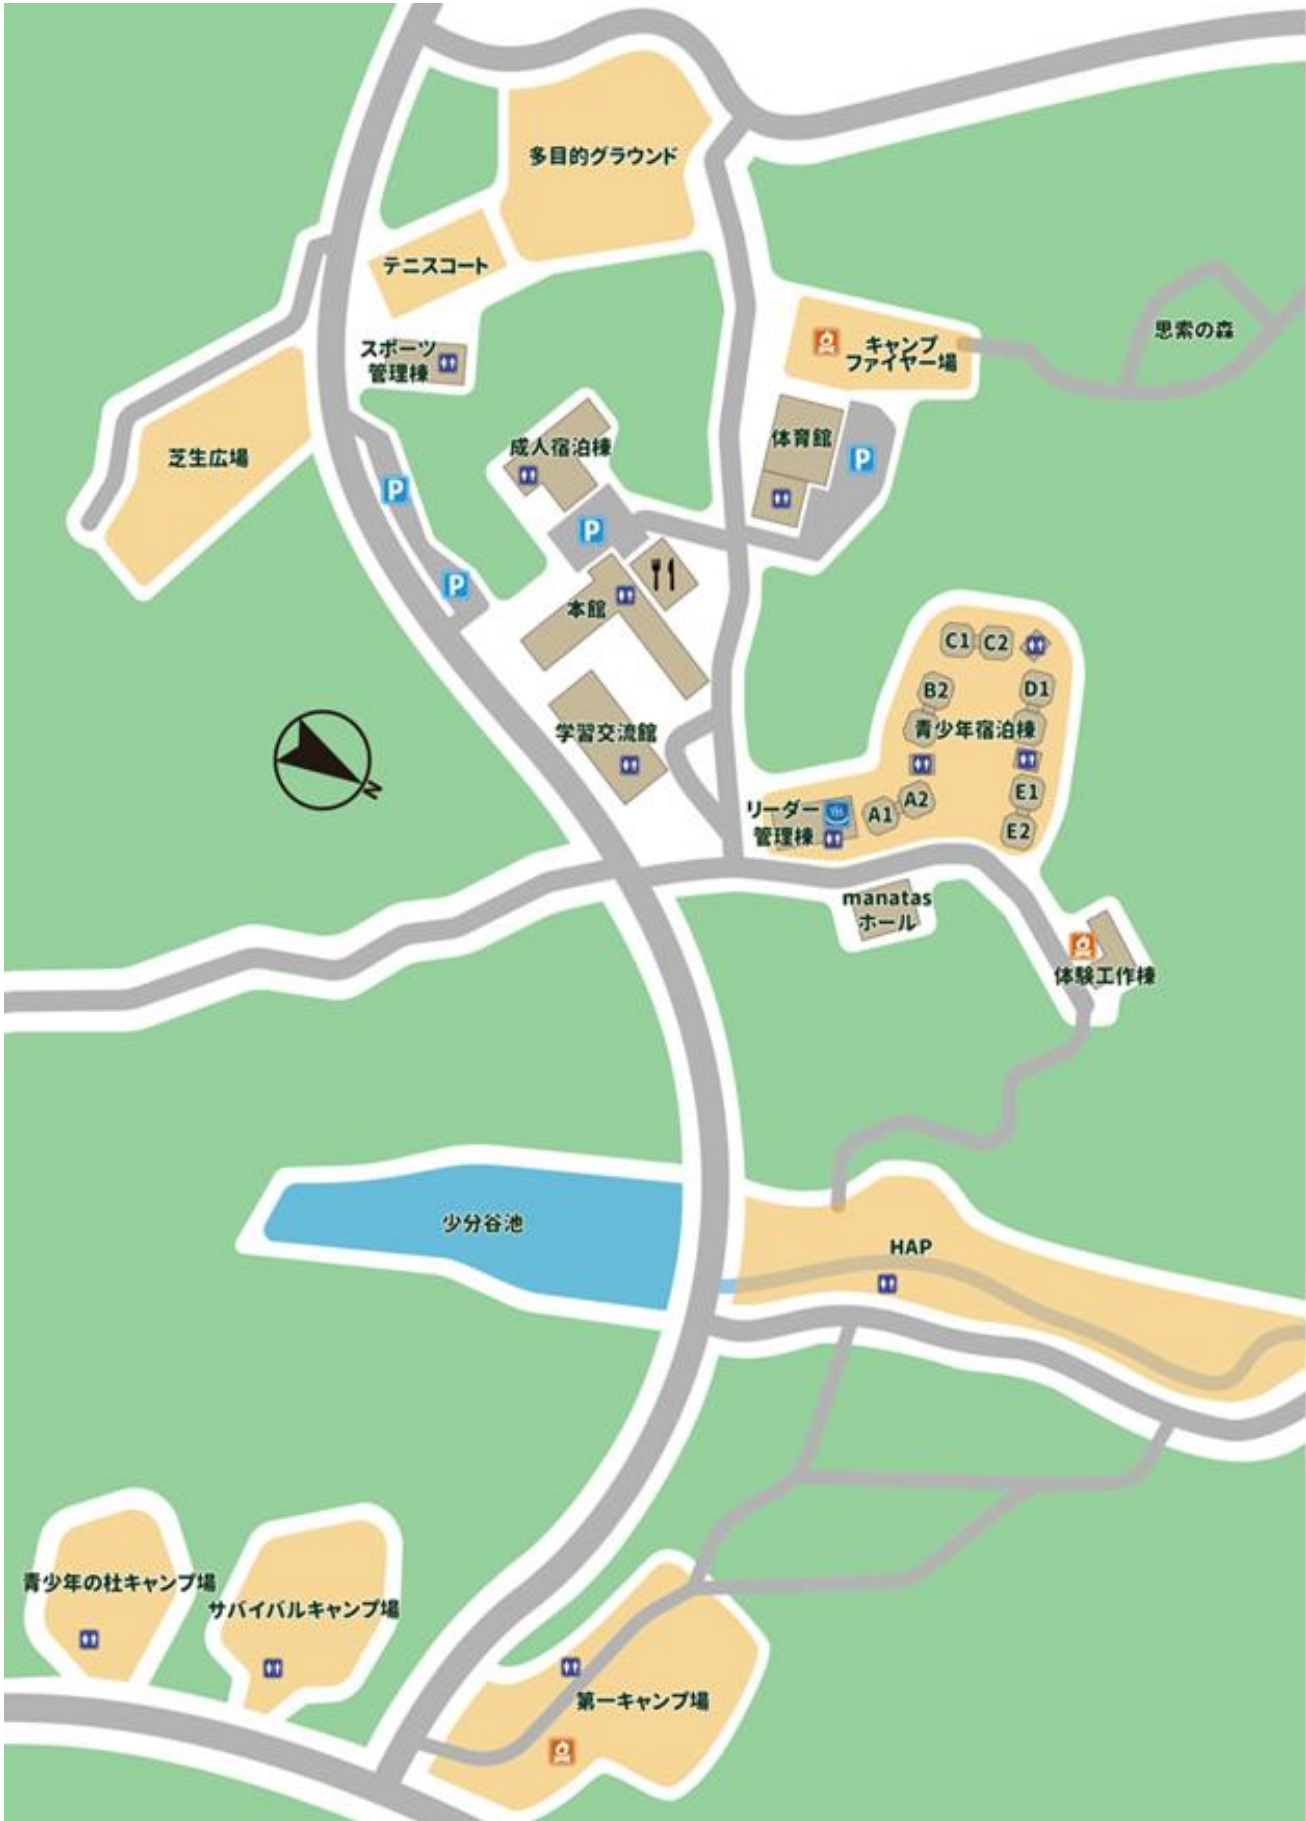 多目的グラウンド
テニスコート
スポーツ
管理棟
キャンプ
ファイヤー場
思索の森
芝生広場
成人宿泊棟
体育館
P
P
P
P
本館
C1
C2
B2
D1
学習交流館
青少年宿泊棟
N
リーダー
管理棟
A1
A2
E1
E2
manatas
ホール
体験工作棟
少分谷池
HAP
青少年の杜キャンプ場
サバイバルキャンプ場
第一キャンプ場